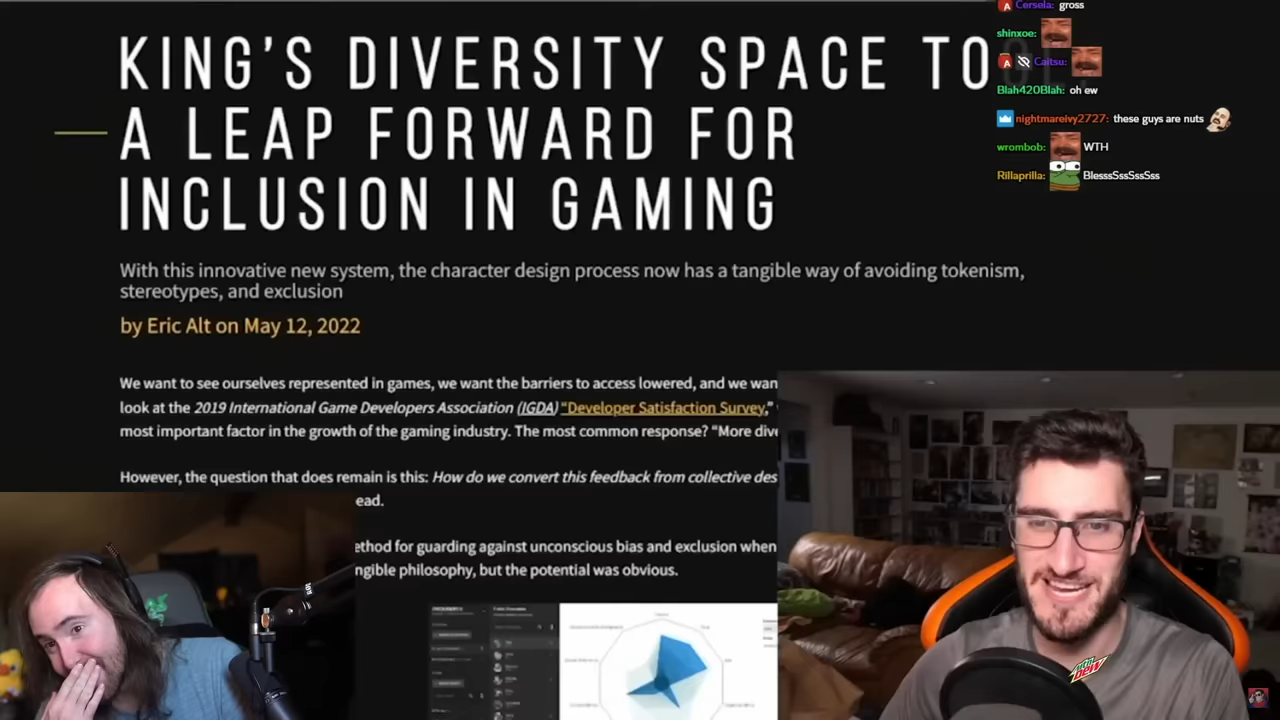 KING'S DIVERSITY SPACE
A LEAP FORWARD FOR
INCLUSION IN GAMING
With this innovative new system, the character design process now has a tangible way of avoiding tokenism,
stereotypes, and exclusion
by Eric Alt on May 12, 2022
We want to see ourselves represented in games, we want the barriers to access lowered, and we wan
look at the 2019 International Game Developers Association (IGDA) "Developer Satisfaction Survey,"
most important factor in the growth of the gaming industry. The most common response? "More dive
However, the question that does remain is this: How do we convert this feedback from collective des
ead.
ethod for guarding against unconscious bias and exclusion when
ngible philosophy, but the potential was obvious.
Cersela: gross
shinxoe:
Caitsu:
Blah420Blah: oh ew
nightmareivy2727: these guys are nuts
wrombob: WTH
Rillaprilla: BlesssSssSssSss
mtn
dew